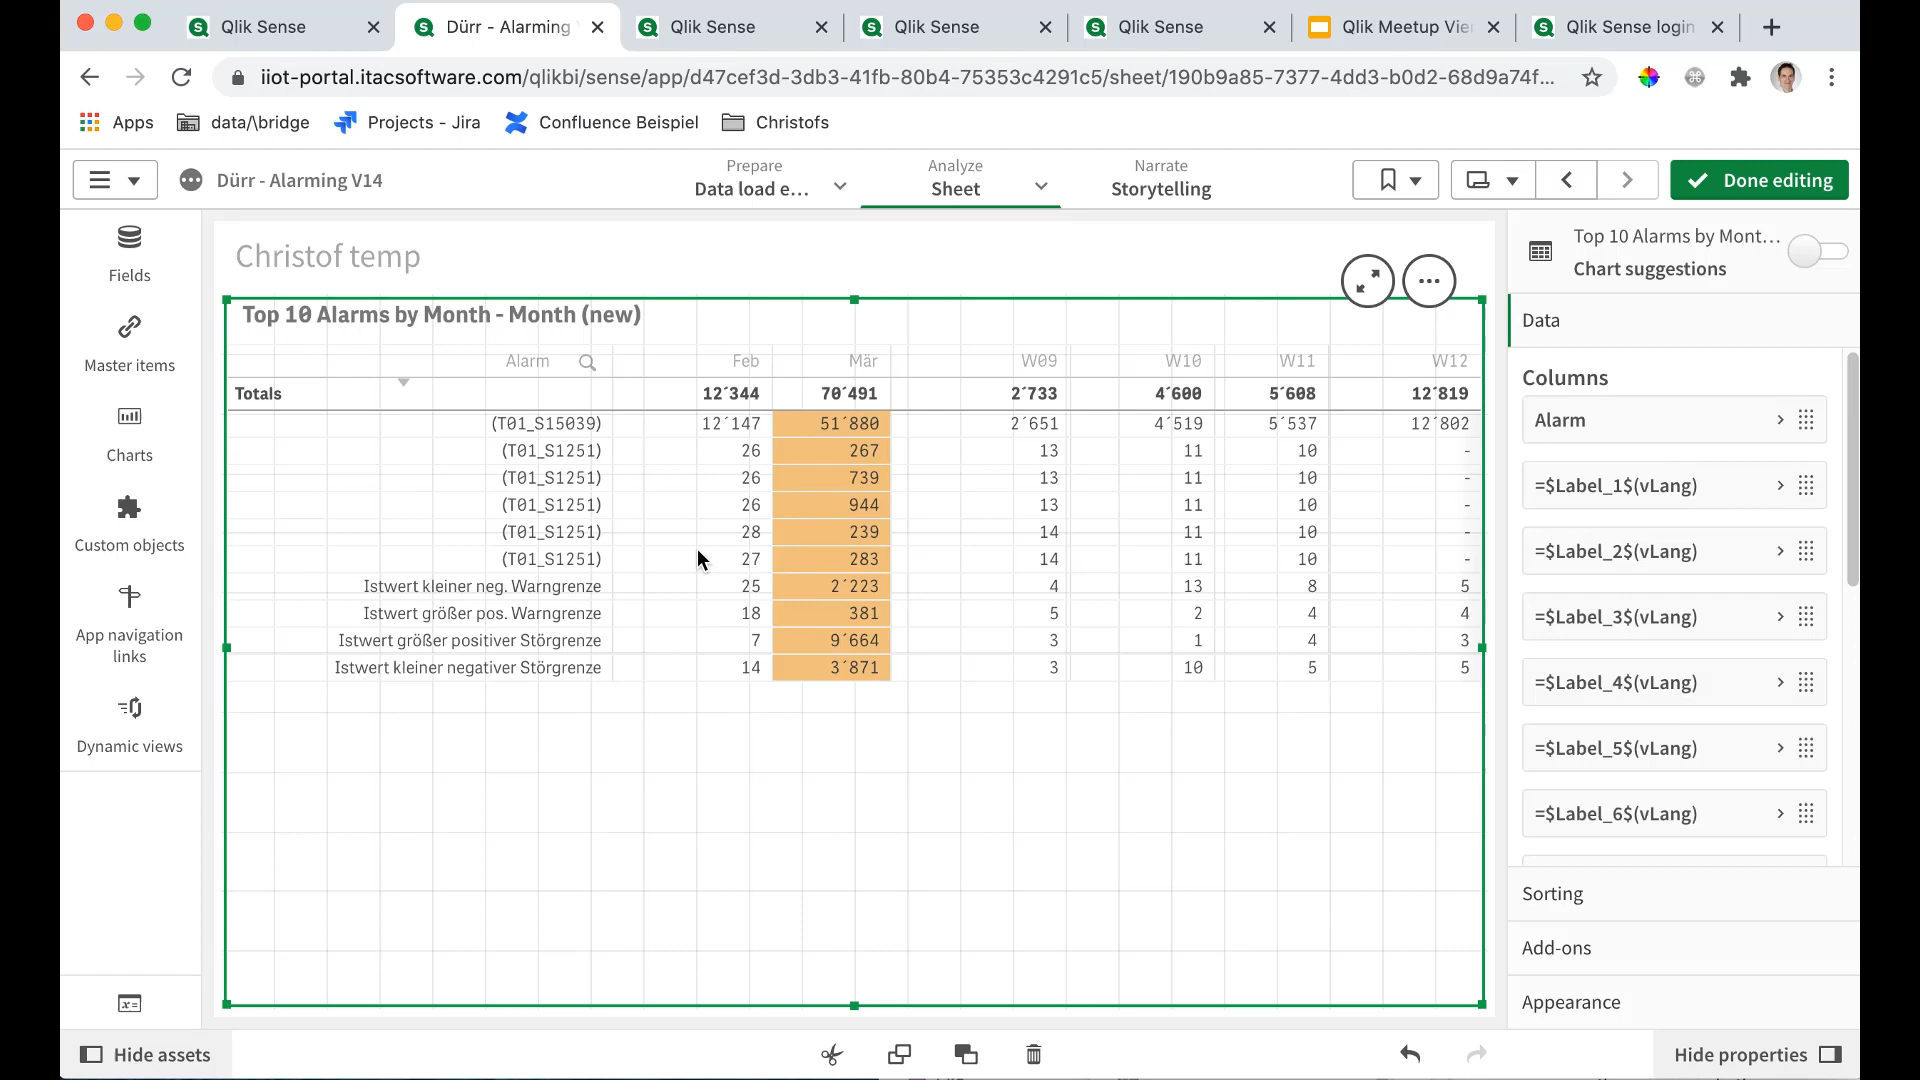 Qlik Sense
Dürr - Alarming
Qlik Sense
Qlik Sense
Qlik Sense
Qlik Meetup Vie
Qlik Sense login
iiot-portal.itacsoftware.com/qlikbi/sense/app/d47cef3d-3db3-41fb-80b4-75353c4291c5/sheet/190b9a85-7377-4dd3-b0d2-68d9a74f...
Apps
data/\bridge
Projects - Jira
Confluence Beispiel
Christofs
Dürr - Alarming V14
Prepare
Data load e...
Analyze
Sheet
Narrate
Storytelling
Done editing
Fields
Master items
Charts
Custom objects
App navigation
links
Dynamic views
Christof temp
Top 10 Alarms by Month - Month (new)
Alarm Feb Mär W09 W10 W11 W12
Totals 12´344 70´491 2´733 4´600 5´608 12´819
(T01_S15039) 12´147 51´880 2´651 4´519 5´537 12´802
(T01_S1251) 26 267 13 11 10 -
(T01_S1251) 26 739 13 11 10 -
(T01_S1251) 26 944 13 11 10 -
(T01_S1251) 28 239 14 11 10 -
(T01_S1251) 27 283 14 11 10 -
Istwert kleiner neg. Warngrenze 25 2´223 4 13 8 5
Istwert größer pos. Warngrenze 18 381 5 2 4 4
Istwert größer positiver Störgrenze 7 9´664 3 1 4 3
Istwert kleiner negativer Störgrenze 14 3´871 3 10 5 5
Top 10 Alarms by Mont...
Chart suggestions
Data
Columns
Alarm
=$Label_1$(vLang)
=$Label_2$(vLang)
=$Label_3$(vLang)
=$Label_4$(vLang)
=$Label_5$(vLang)
=$Label_6$(vLang)
Sorting
Add-ons
Appearance
Hide assets
Hide properties